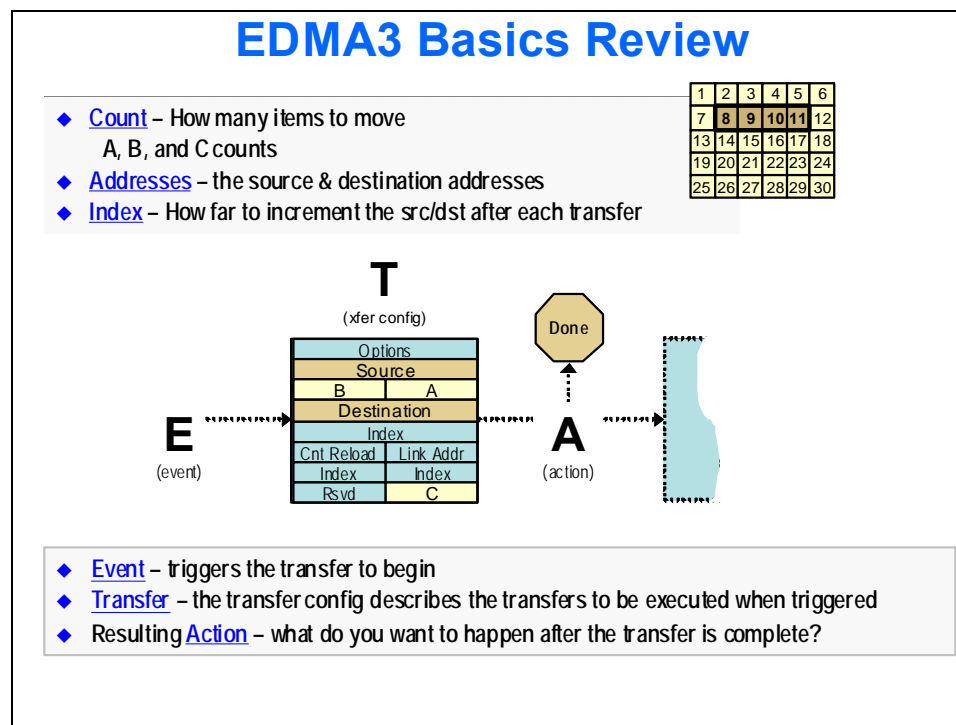 EDMA3 Basics Review
◆ Count – How many items to move
A, B, and C counts
◆ Addresses – the source & destination addresses
◆ Index – How far to increment the src/dst after each transfer
1 2 3 4 5 6
7 8 9 10 11 12
13 14 15 16 17 18
19 20 21 22 23 24
25 26 27 28 29 30
T
(xfer config)
Options
Source
B A
Destination
Index
Cnt Reload Link Addr
Index Index
Rsvd C
E
(event)
Done
A
(action)
◆ Event – triggers the transfer to begin
◆ Transfer – the transfer config describes the transfers to be executed when triggered
◆ Resulting Action – what do you want to happen after the transfer is complete?